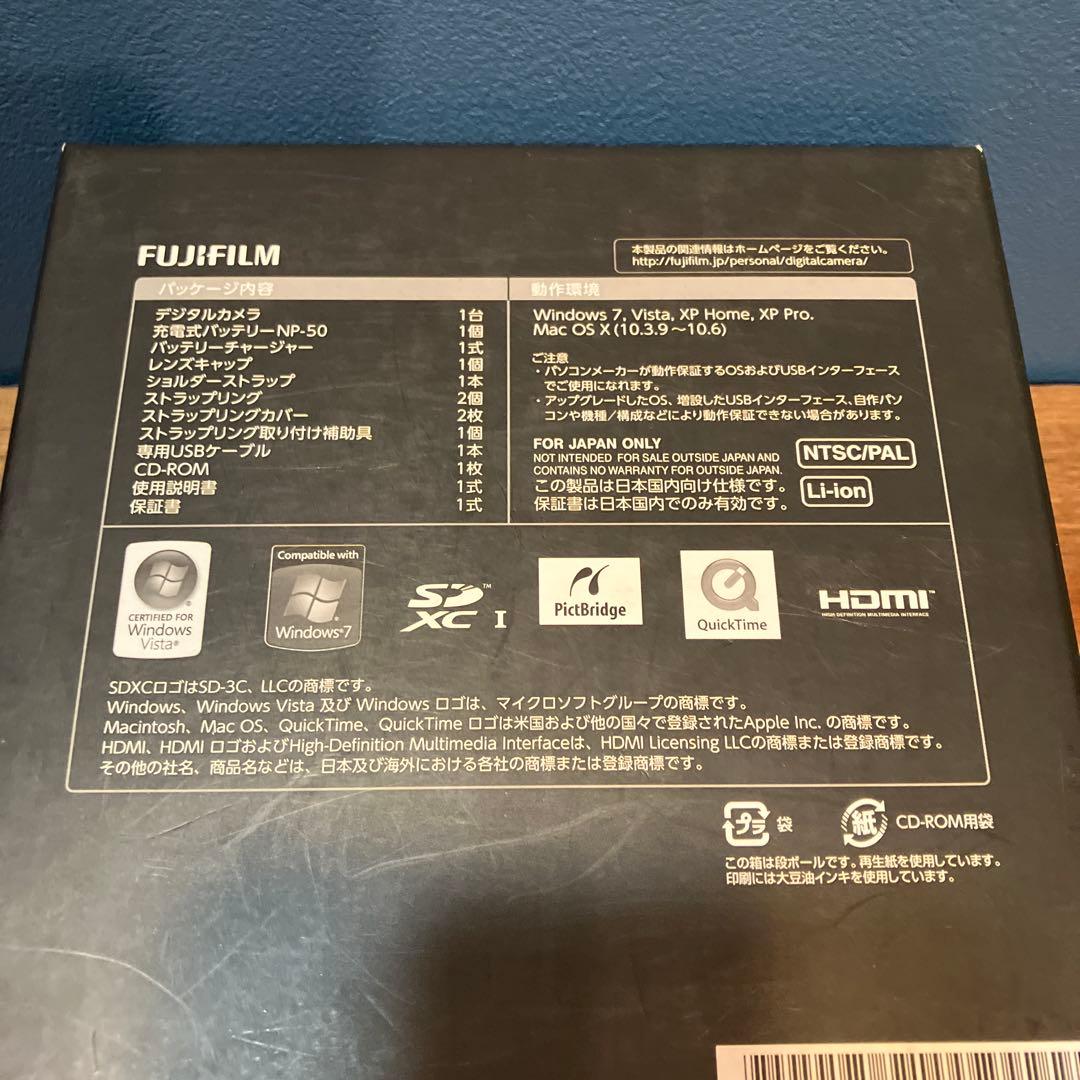 FUJIFILM
本製品の関連情報はホームページをご覧ください。
http://fujifilm.jp/personal/digitalcamera/
パッケージ内容
デジタルカメラ 1台
充電式バッテリーNP-50 1個
バッテリーチャージャー 1式
レンズキャップ 1個
ショルダーストラップ 1本
ストラップリング 2個
ストラップリングカバー 2枚
ストラップリング取り付け補助具 1個
専用USBケーブル 1本
CD-ROM 1枚
使用説明書 1式
保証書 1式
動作環境
Windows 7, Vista, XP Home, XP Pro.
Mac OS X (10.3.9～10.6)
ご注意
・パソコンメーカーが動作保証するOSおよびUSBインターフェース
でご使用になれます。
・アップグレードしたOS、増設したUSBインターフェース、自作パソ
コンや機種/構成などにより動作保証できない場合があります。
FOR JAPAN ONLY
NOT INTENDED FOR SALE OUTSIDE JAPAN AND
CONTAINS NO WARRANTY FOR OUTSIDE JAPAN.
この製品は日本国内向け仕様です。
保証書は日本国内でのみ有効です。
NTSC/PAL
Li-ion
CERTIFIED FOR
Windows
Vista®
Compatible with
Windows®7
SD™
XC I
PictBridge
QuickTime
HDMI™
HIGH DEFINITION MULTIMEDIA INTERFACE
SDXCロゴはSD-3C、LLCの商標です。
Windows、Windows Vista 及び Windows ロゴは、マイクロソフトグループの商標です。
Macintosh、Mac OS、QuickTime、QuickTime ロゴは米国および他の国々で登録されたApple Inc. の商標です。
HDMI、HDMI ロゴおよびHigh-Definition Multimedia Interfaceは、HDMI Licensing LLCの商標または登録商標です。
その他の社名、商品名などは、日本及び海外における各社の商標または登録商標です。
プラ 袋
紙 CD-ROM用袋
この箱は段ボールです。再生紙を使用しています。
印刷には大豆油インキを使用しています。